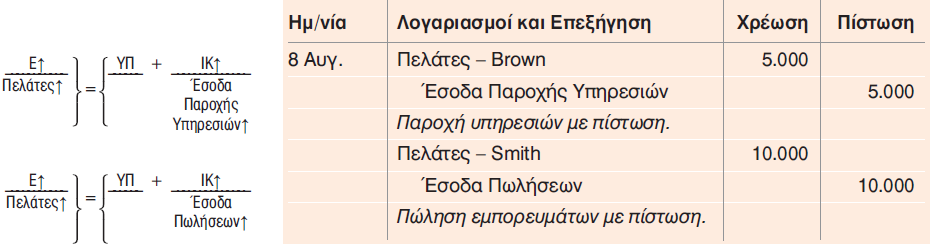 Ε↑ ΥΠ + ΙΚ↑
Πελάτες↑ = Έσοδα
Παροχής
Υπηρεσιών↑
Ε↑ ΥΠ + ΙΚ↑
Πελάτες↑ = Έσοδα
Πωλήσεων↑
Ημ/νία Λογαριασμοί και Επεξήγηση Χρέωση Πίστωση
8 Αυγ. Πελάτες – Brown 5.000
Έσοδα Παροχής Υπηρεσιών 5.000
Παροχή υπηρεσιών με πίστωση.
Πελάτες – Smith 10.000
Έσοδα Πωλήσεων 10.000
Πώληση εμπορευμάτων με πίστωση.